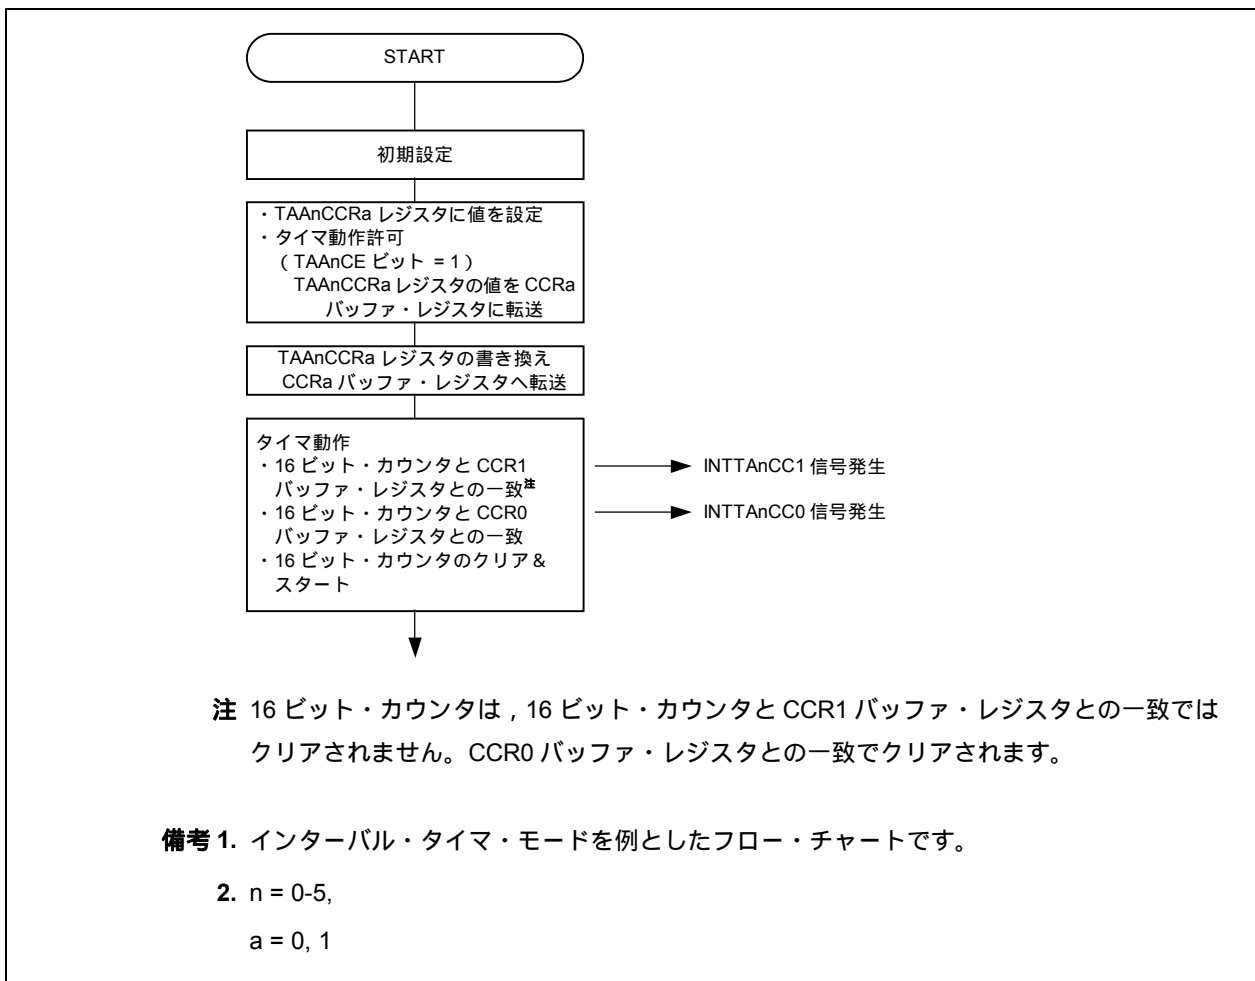 START
初期設定
・TAAnCCRa レジスタに値を設定
・タイマ動作許可
（TAAnCE ビット = 1）
TAAnCCRa レジスタの値を CCRa
バッファ・レジスタに転送
TAAnCCRa レジスタの書き換え
CCRa バッファ・レジスタへ転送
タイマ動作
・16 ビット・カウンタと CCR1
バッファ・レジスタとの一致注
・16 ビット・カウンタと CCR0
バッファ・レジスタとの一致
・16 ビット・カウンタのクリア＆
スタート
INTTAnCC1 信号発生
INTTAnCC0 信号発生
注 16 ビット・カウンタは，16 ビット・カウンタと CCR1 バッファ・レジスタとの一致では
クリアされません。CCR0 バッファ・レジスタとの一致でクリアされます。
備考 1. インターバル・タイマ・モードを例としたフロー・チャートです。
2. n = 0-5,
a = 0, 1